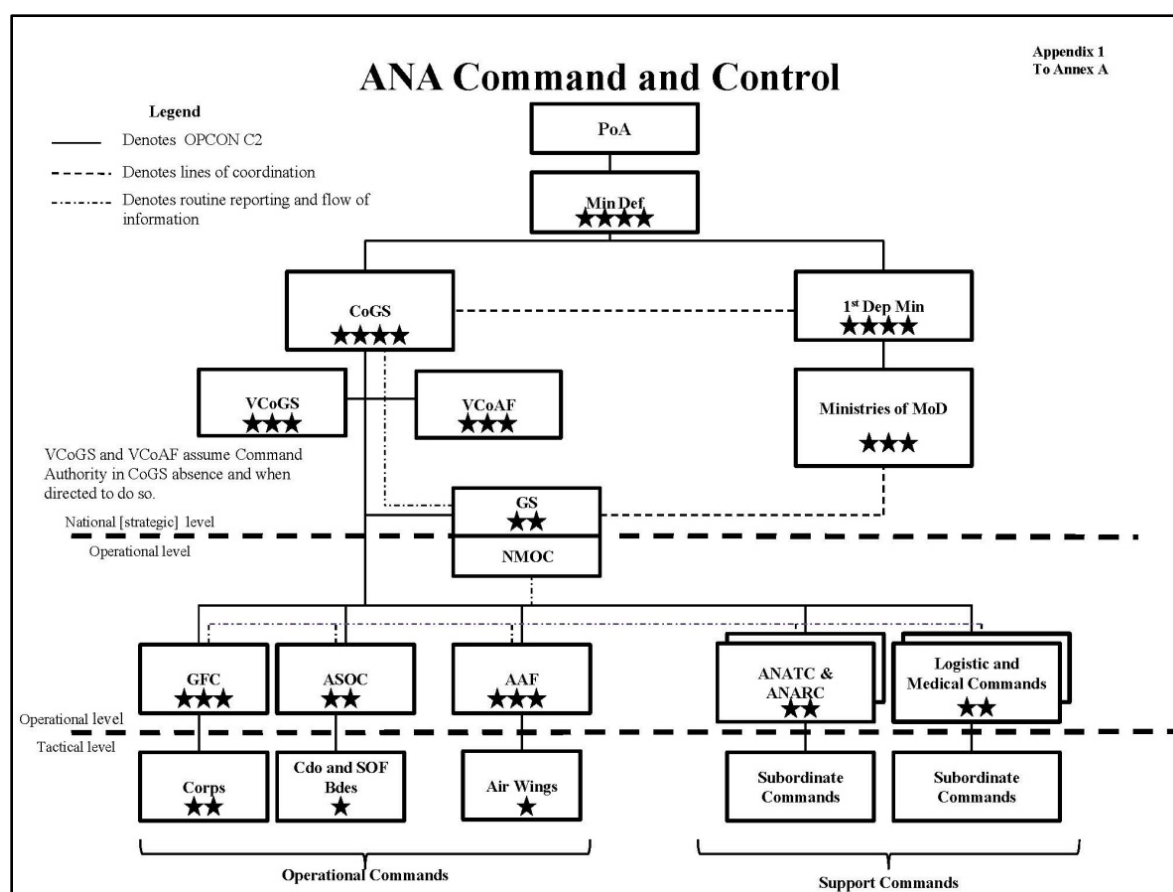 Appendix 1
To Annex A
ANA Command and Control
Legend
Denotes OPCON C2
Denotes lines of coordination
Denotes routine reporting and flow of
information
PoA
Min Def
CoGS
1st Dep Min
VCoGS
VCoAF
Ministries of MoD
VCoGS and VCoAF assume Command
Authority in CoGS absence and when
directed to do so.
GS
National [strategic] level
Operational level
NMOC
GFC
ASOC
AAF
ANATC &
ANARC
Logistic and
Medical Commands
Operational level
Tactical level
Corps
Cdo and SOF
Bdes
Air Wings
Subordinate
Commands
Subordinate
Commands
Operational Commands
Support Commands